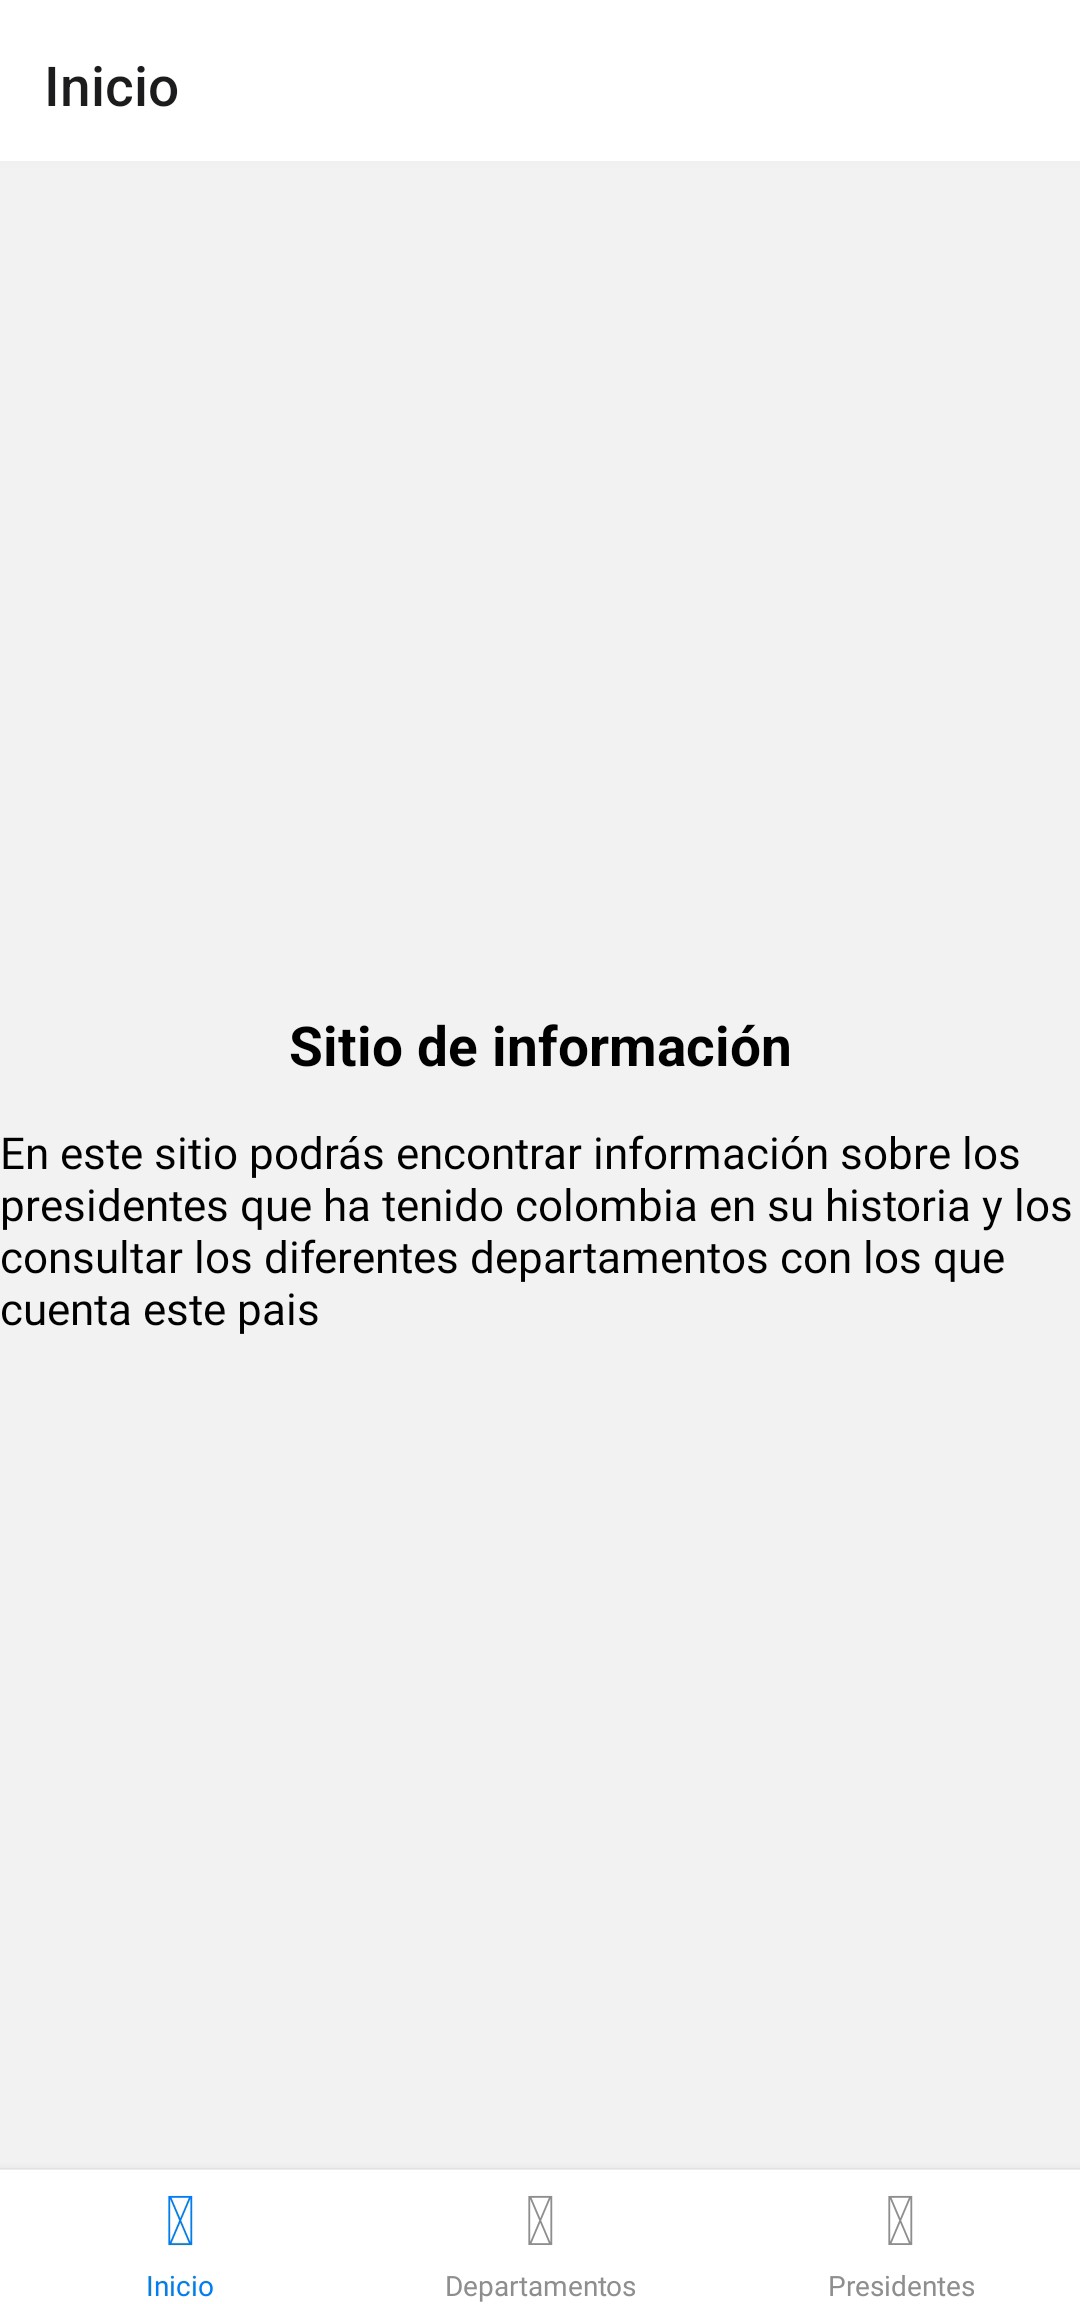 Inicio
Sitio de información
En este sitio podrás encontrar información sobre los
presidentes que ha tenido colombia en su historia y los
consultar los diferentes departamentos con los que
cuenta este pais
Inicio
Departamentos
Presidentes